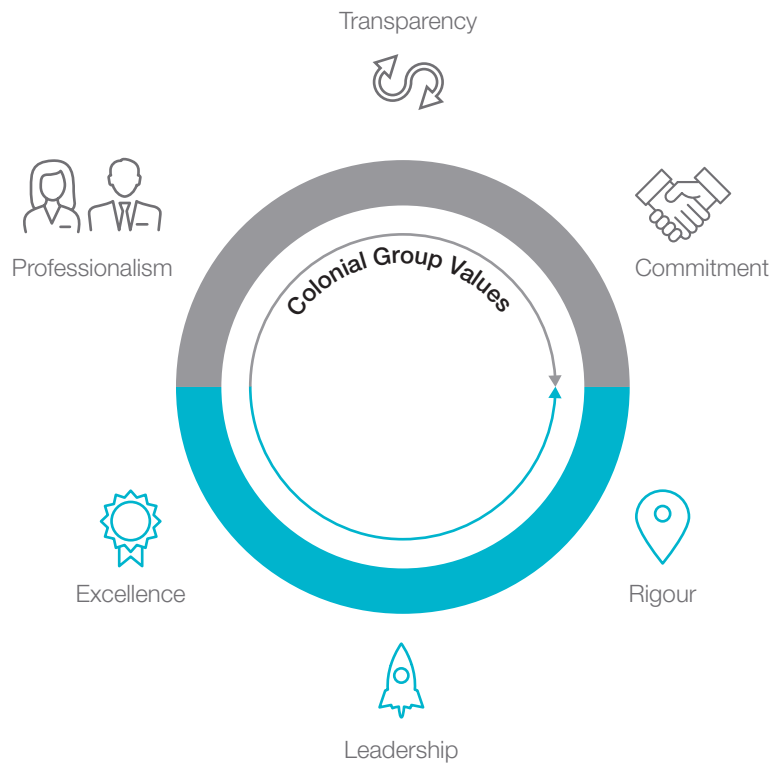 Transparency
Professionalism
Commitment
Colonial Group Values
Excellence
Rigour
Leadership